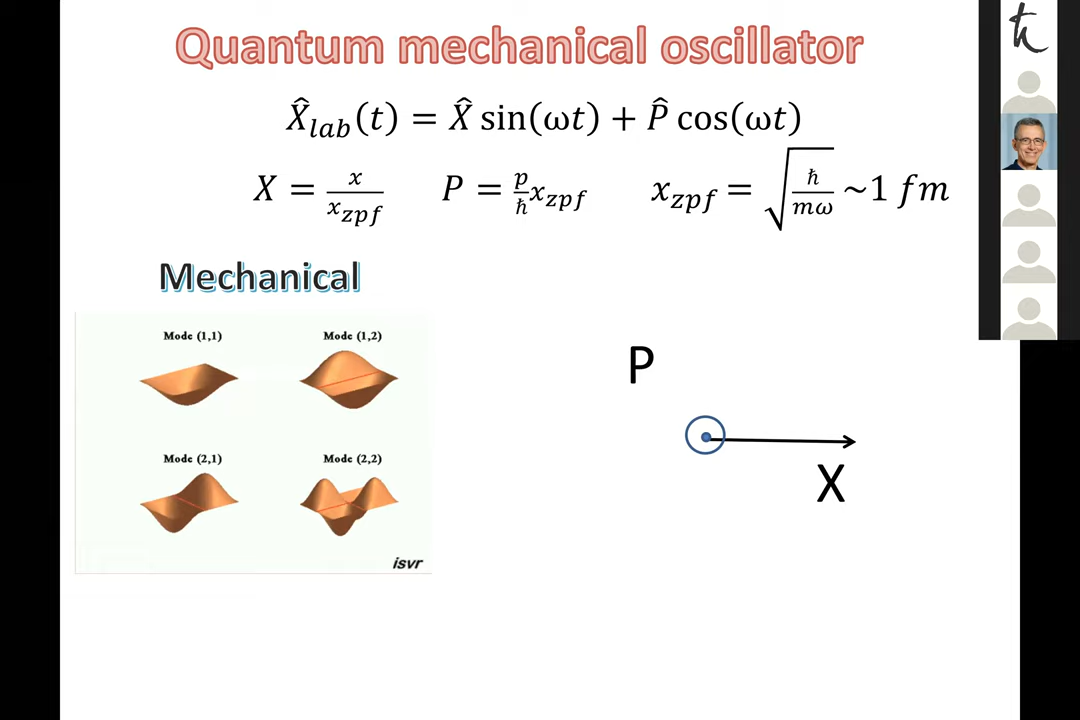 Quantum mechanical oscillator
ħ
X̂_lab(t) = X̂ sin(ωt) + P̂ cos(ωt)
X = x/x_zpf    P = p/ħ x_zpf    x_zpf = √(ħ/mω) ~1 fm
Mechanical
Mode (1,1)    Mode (1,2)
P
X
Mode (2,1)    Mode (2,2)
isvr